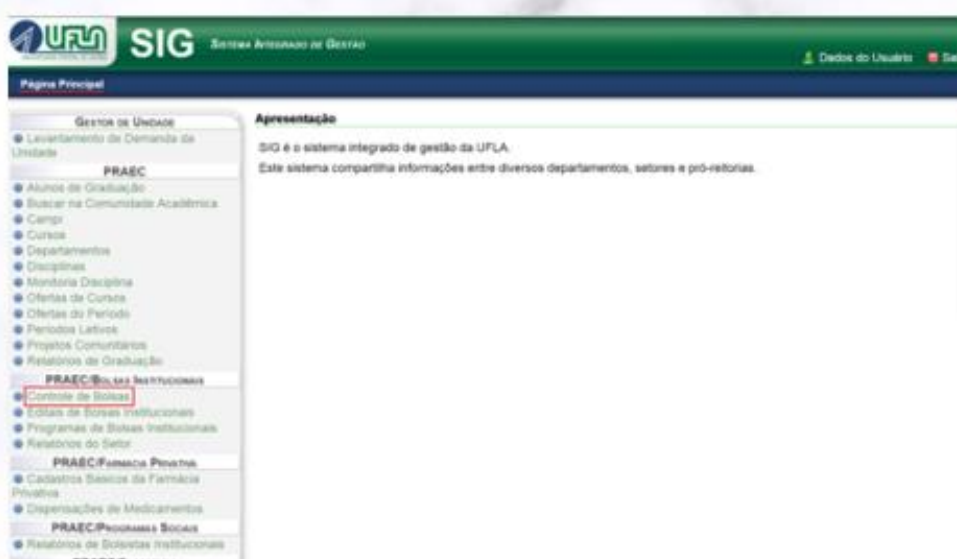 UFLA
SIG SISTEMA INTEGRADO DE GESTÃO
Dados do Usuário
Página Principal
GESTOR DE UNIDADE
Levantamento de Demanda da
Unidade
PRAEC
Alunos de Graduação
Buscar na Comunidade Acadêmica
Campi
Cursos
Departamentos
Disciplinas
Monitoria Disciplina
Ofertas de Cursos
Ofertas do Período
Períodos Letivos
Projetos Comunitários
Relatórios de Graduação
PRAEC/BOLSAS INSTITUCIONAIS
Controle de Bolsas
Editais de Bolsas Institucionais
Programas de Bolsas Institucionais
Relatórios do Setor
PRAEC/FARMÁCIA PRIVATIVA
Cadastros Básicos da Farmácia
Privativa
Dispensações de Medicamentos
PRAEC/PROGRAMAS SOCIAIS
Relatórios de Bolsistas Institucionais
Apresentação
SIG é o sistema integrado de gestão da UFLA.
Este sistema compartilha informações entre diversos departamentos, setores e pró-reitorias.